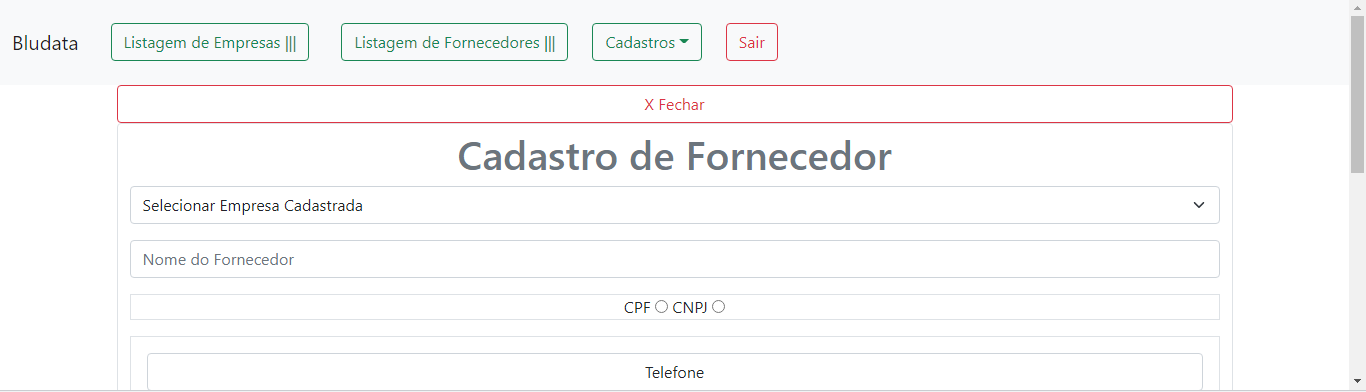 Bludata Listagem de Empresas ||| Listagem de Fornecedores ||| Cadastros Sair
X Fechar
Cadastro de Fornecedor
Selecionar Empresa Cadastrada
Nome do Fornecedor
CPF CNPJ
Telefone